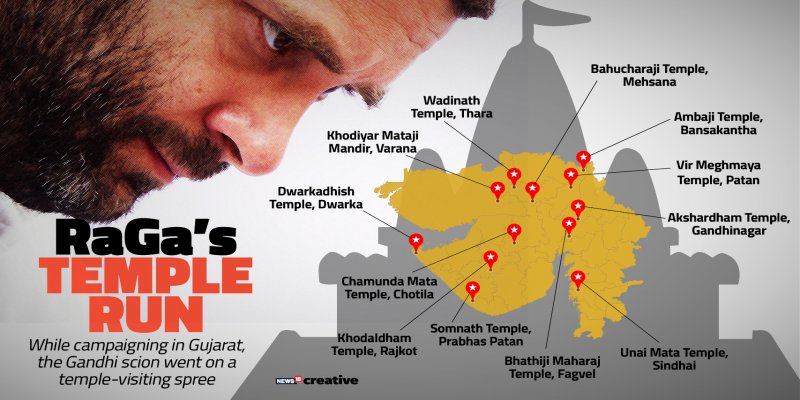 RaGa's
TEMPLE
RUN
While campaigning in Gujarat,
the Gandhi scion went on a
temple-visiting spree
Bahucharaji Temple,
Mehsana
Wadinath
Temple, Thara
Ambaji Temple,
Bansakantha
Khodiyar Mataji
Mandir, Varana
Vir Meghmaya
Temple, Patan
Dwarkadhish
Temple, Dwarka
Akshardham Temple,
Gandhinagar
Chamunda Mata
Temple, Chotila
Khodaldham
Temple, Rajkot
Somnath Temple,
Prabhas Patan
Bhathiji Maharaj
Temple, Fagvel
Unai Mata Temple,
Sindhai
NEWS18 creative